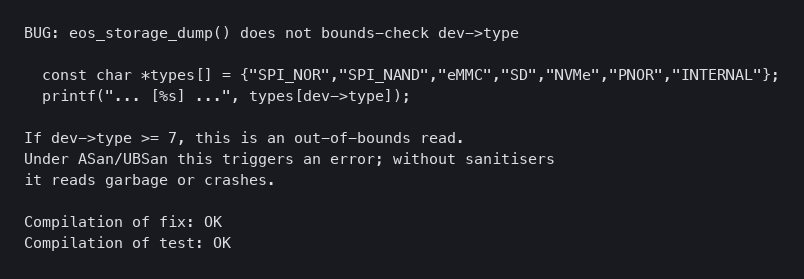 BUG: eos_storage_dump() does not bounds-check dev->type
const char *types[] = {"SPI_NOR","SPI_NAND","eMMC","SD","NVMe","PNOR","INTERNAL"};
printf("... [%s] ...", types[dev->type]);
If dev->type >= 7, this is an out-of-bounds read.
Under ASan/UBSan this triggers an error; without sanitisers
it reads garbage or crashes.
Compilation of fix: OK
Compilation of test: OK